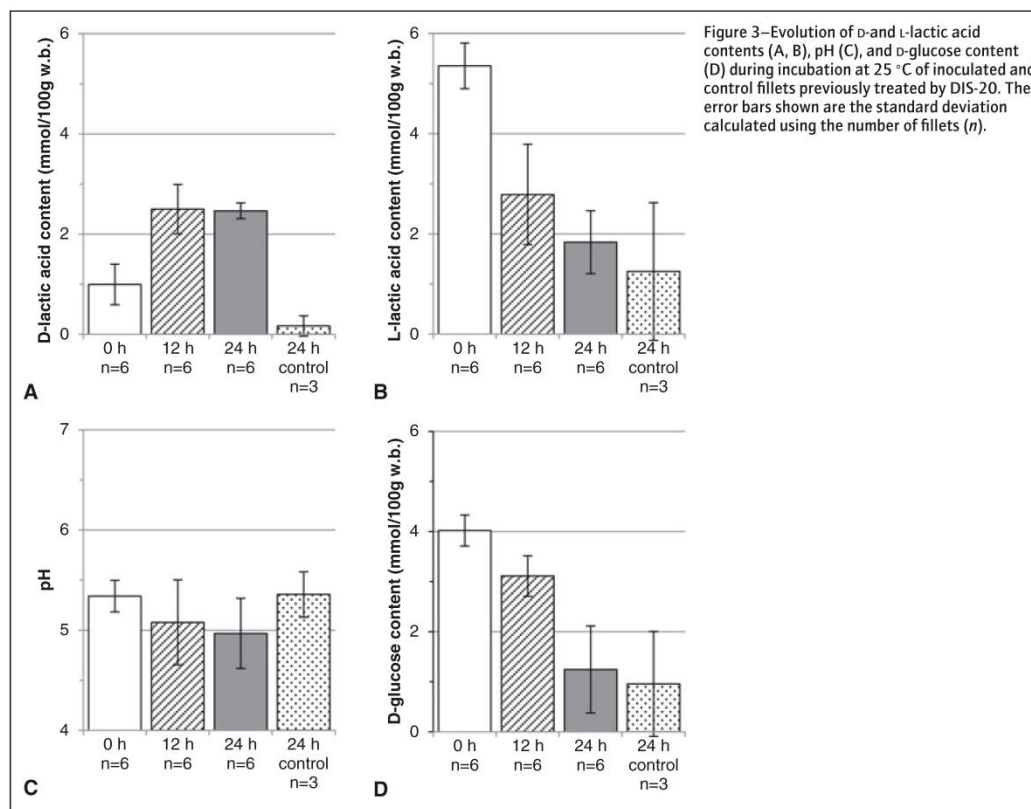 Figure 3–Evolution of D-and L-lactic acid
contents (A, B), pH (C), and D-glucose content
(D) during incubation at 25 °C of inoculated and
control fillets previously treated by DIS-20. The
error bars shown are the standard deviation
calculated using the number of fillets (n).
D-lactic acid content (mmol/100g w.b.)
6
4
2
0
0 h 12 h 24 h 24 h
n=6 n=6 n=6 control
n=3
A
L-lactic acid content (mmol/100g w.b.)
6
4
2
0
0 h 12 h 24 h 24 h
n=6 n=6 n=6 control
n=3
B
pH
7
6
5
4
0 h 12 h 24 h 24 h
n=6 n=6 n=6 control
n=3
C
D-glucose content (mmol/100g w.b.)
6
4
2
0
0 h 12 h 24 h 24 h
n=6 n=6 n=6 control
n=3
D